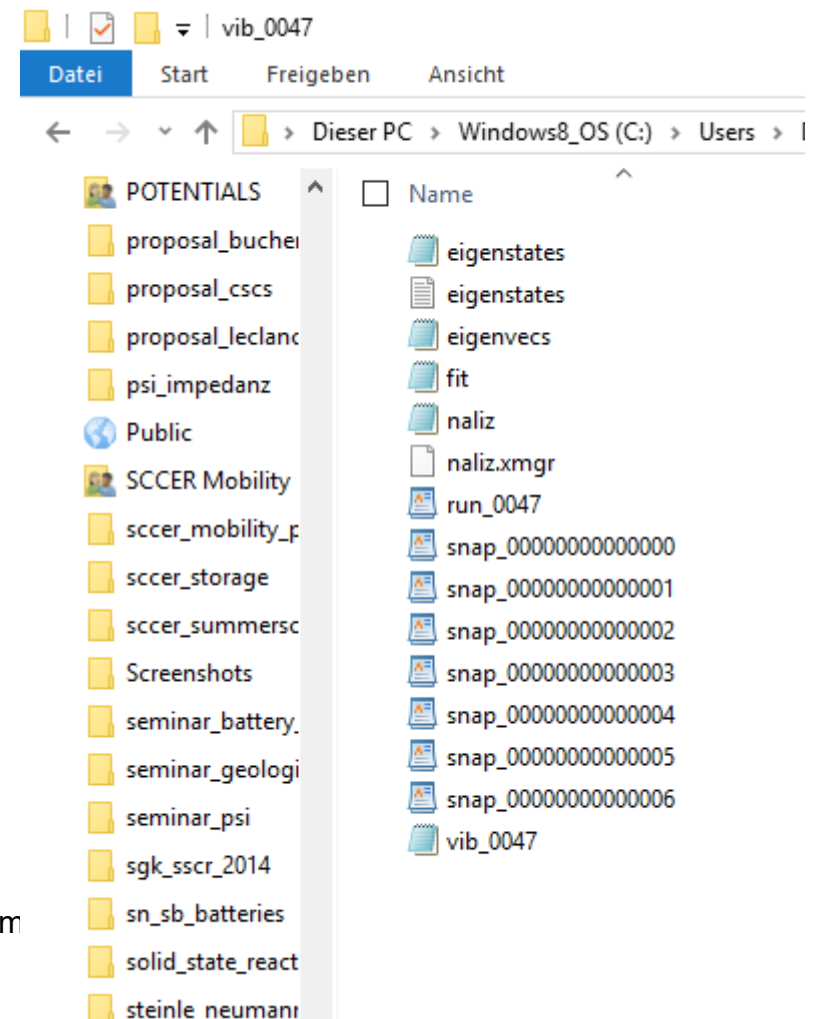 vib_0047
Datei Start Freigeben Ansicht
Dieser PC > Windows8_OS (C:) > Users >
POTENTIALS
proposal_bucher
proposal_cscs
proposal_leclanc
psi_impedanz
Public
SCCER Mobility
sccer_mobility_p
sccer_storage
sccer_summersc
Screenshots
seminar_battery_
seminar_geologi
seminar_psi
sgk_sscr_2014
sn_sb_batteries
solid_state_react
steinle_neumann
m
Name
eigenstates
eigenstates
eigenvecs
fit
naliz
naliz.xmgr
run_0047
snap_00000000000000
snap_00000000000001
snap_00000000000002
snap_00000000000003
snap_00000000000004
snap_00000000000005
snap_00000000000006
vib_0047